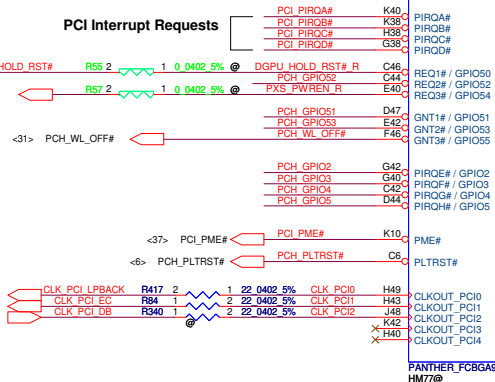 PCI Interrupt Requests
PCI_PIRQA# K40 PIRQA#
PCI_PIRQB# K38 PIRQB#
PCI_PIRQC# H38 PIRQC#
PCI_PIRQD# G38 PIRQD#
HOLD_RST# R55 2 1 0_0402_5% @ DGPU_HOLD_RST#_R C46 REQ1# / GPIO50
PCH_GPIO52 C44 REQ2# / GPIO52
R57 2 1 0_0402_5% @ PXS_PWREN_R E40 REQ3# / GPIO54
PCH_GPIO51 D47 GNT1# / GPIO51
PCH_GPIO53 E42 GNT2# / GPIO53
<31> PCH_WL_OFF# PCH_WL_OFF# F46 GNT3# / GPIO55
PCH_GPIO2 G42 PIRQE# / GPIO2
PCH_GPIO3 G40 PIRQF# / GPIO3
PCH_GPIO4 C42 PIRQG# / GPIO4
PCH_GPIO5 D44 PIRQH# / GPIO5
<37> PCI_PME# PCI_PME# K10 PME#
<6> PCH_PLTRST# PCH_PLTRST# C6 PLTRST#
CLK_PCI_LPBACK R417 2 1 22_0402_5% CLK_PCI0 H49 CLKOUT_PCI0
CLK_PCI_EC R84 1 2 22_0402_5% CLK_PCI1 H43 CLKOUT_PCI1
CLK_PCI_DB R340 1 2 22_0402_5% CLK_PCI2 J48 CLKOUT_PCI2
@ K42 CLKOUT_PCI3
H40 CLKOUT_PCI4
PANTHER_FCBGA9
HM77@